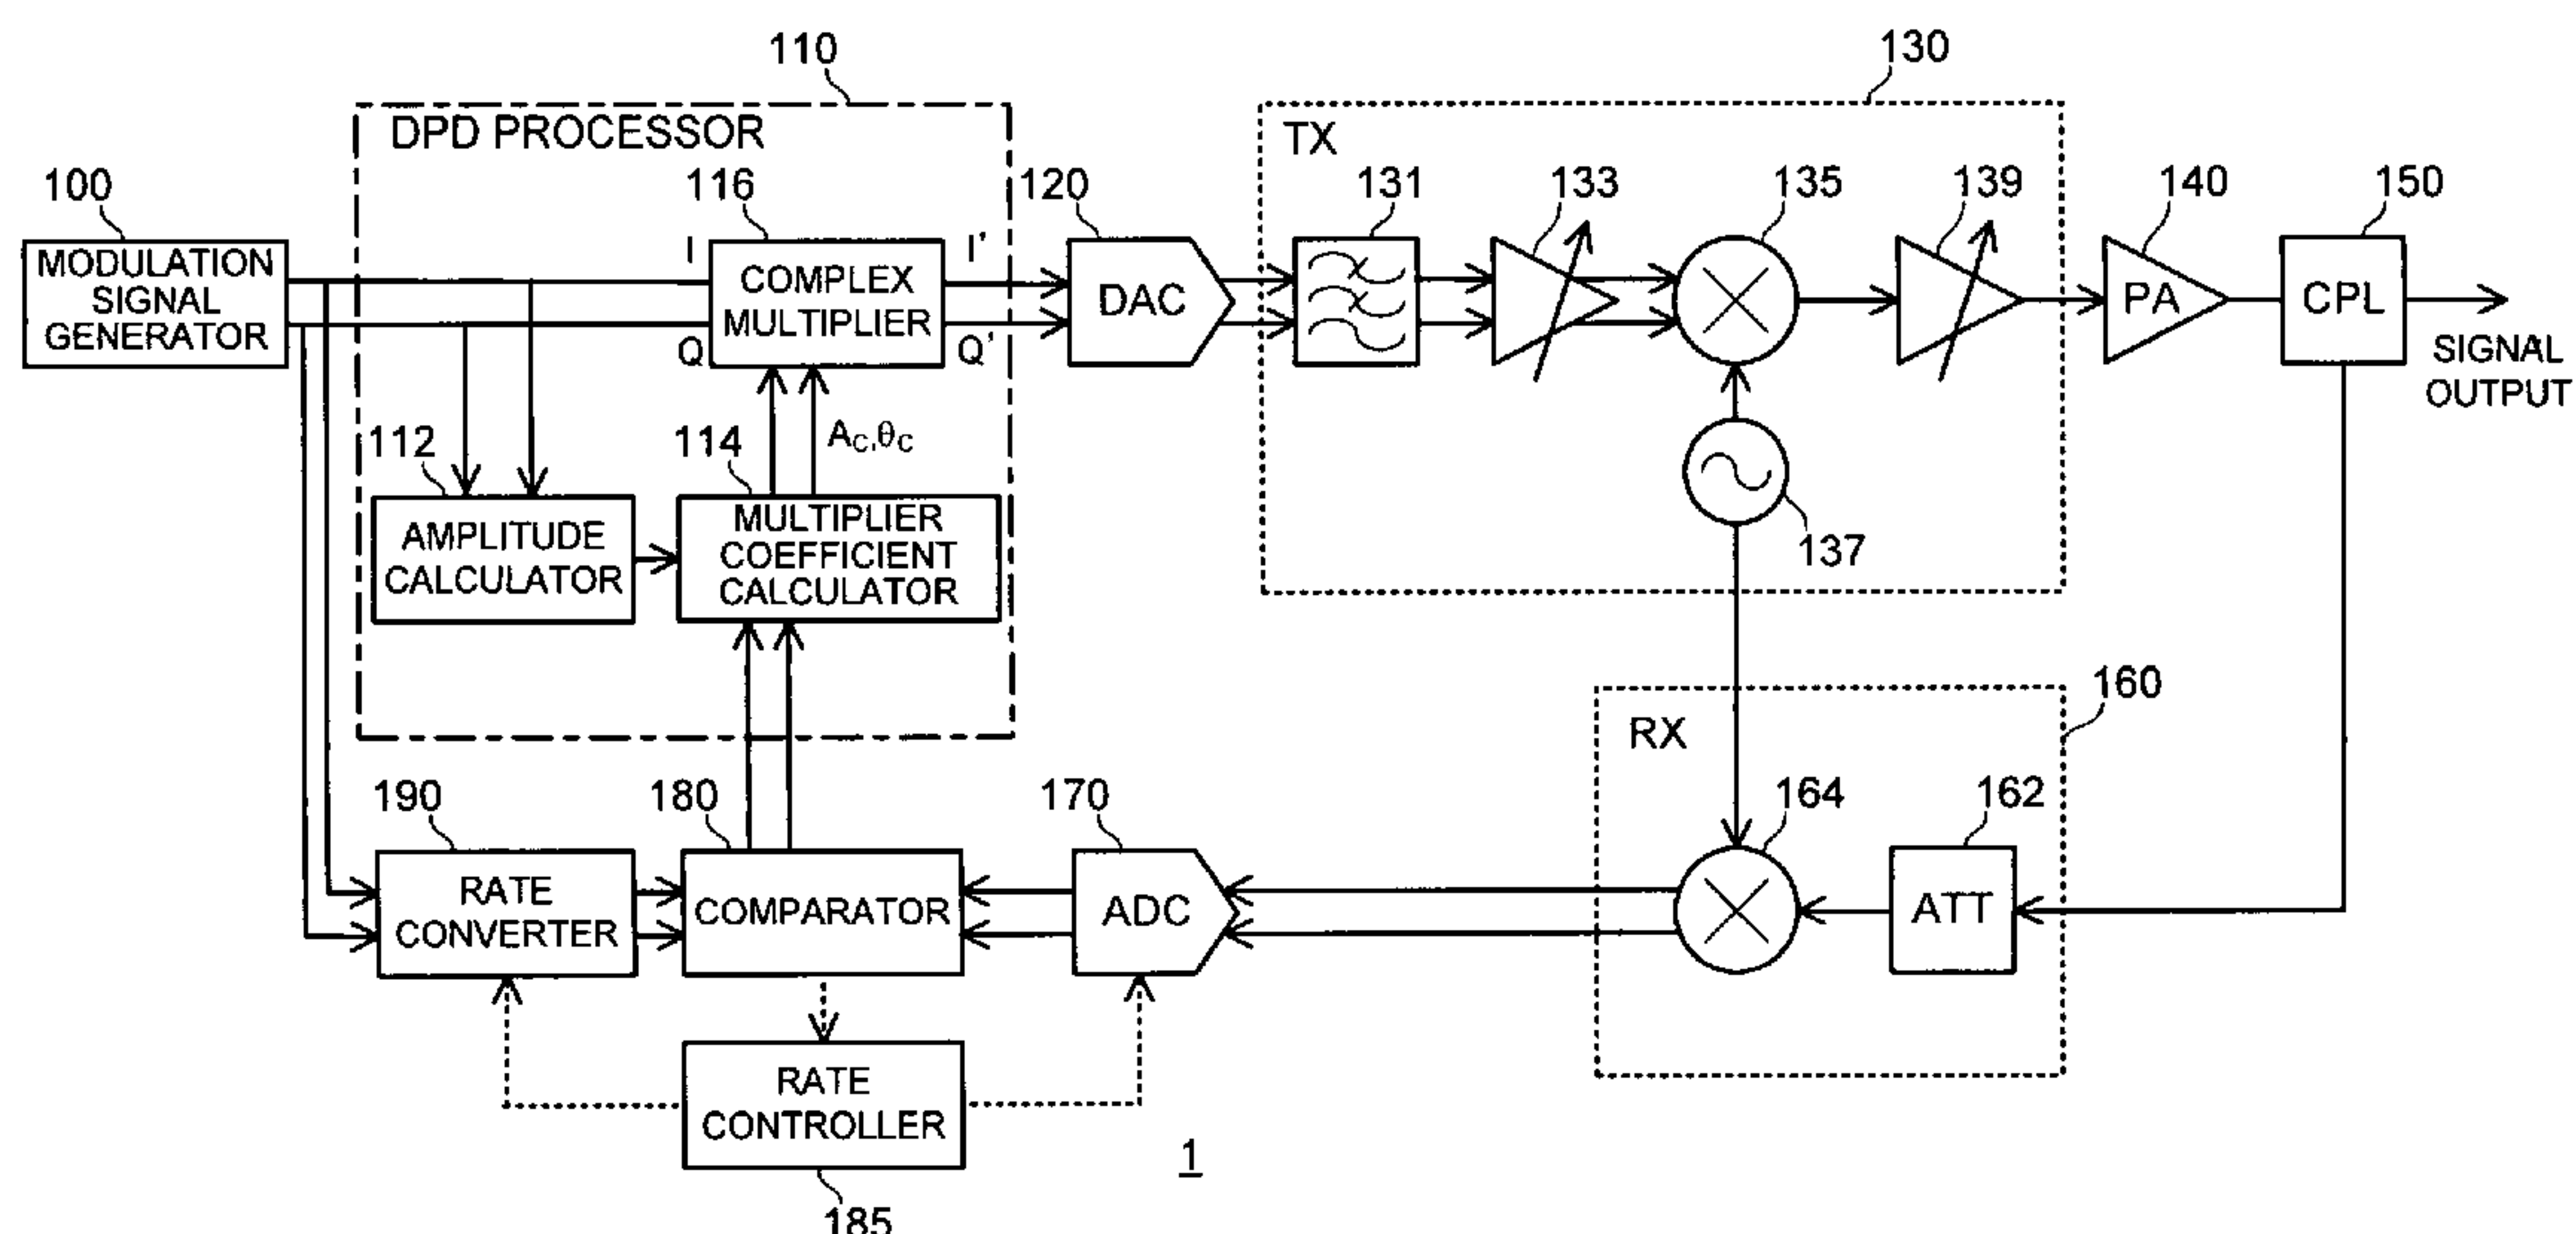 110
130
DPD PROCESSOR
TX
100
116
120
131
133
135
139
140
150
MODULATION
SIGNAL
GENERATOR
I
Q
COMPLEX
MULTIPLIER
I'
Q'
DAC
PA
CPL
SIGNAL
OUTPUT
112
114
AC,θC
AMPLITUDE
CALCULATOR
MULTIPLIER
COEFFICIENT
CALCULATOR
137
160
RX
190
180
170
164
162
RATE
CONVERTER
COMPARATOR
ADC
ATT
RATE
CONTROLLER
1
185